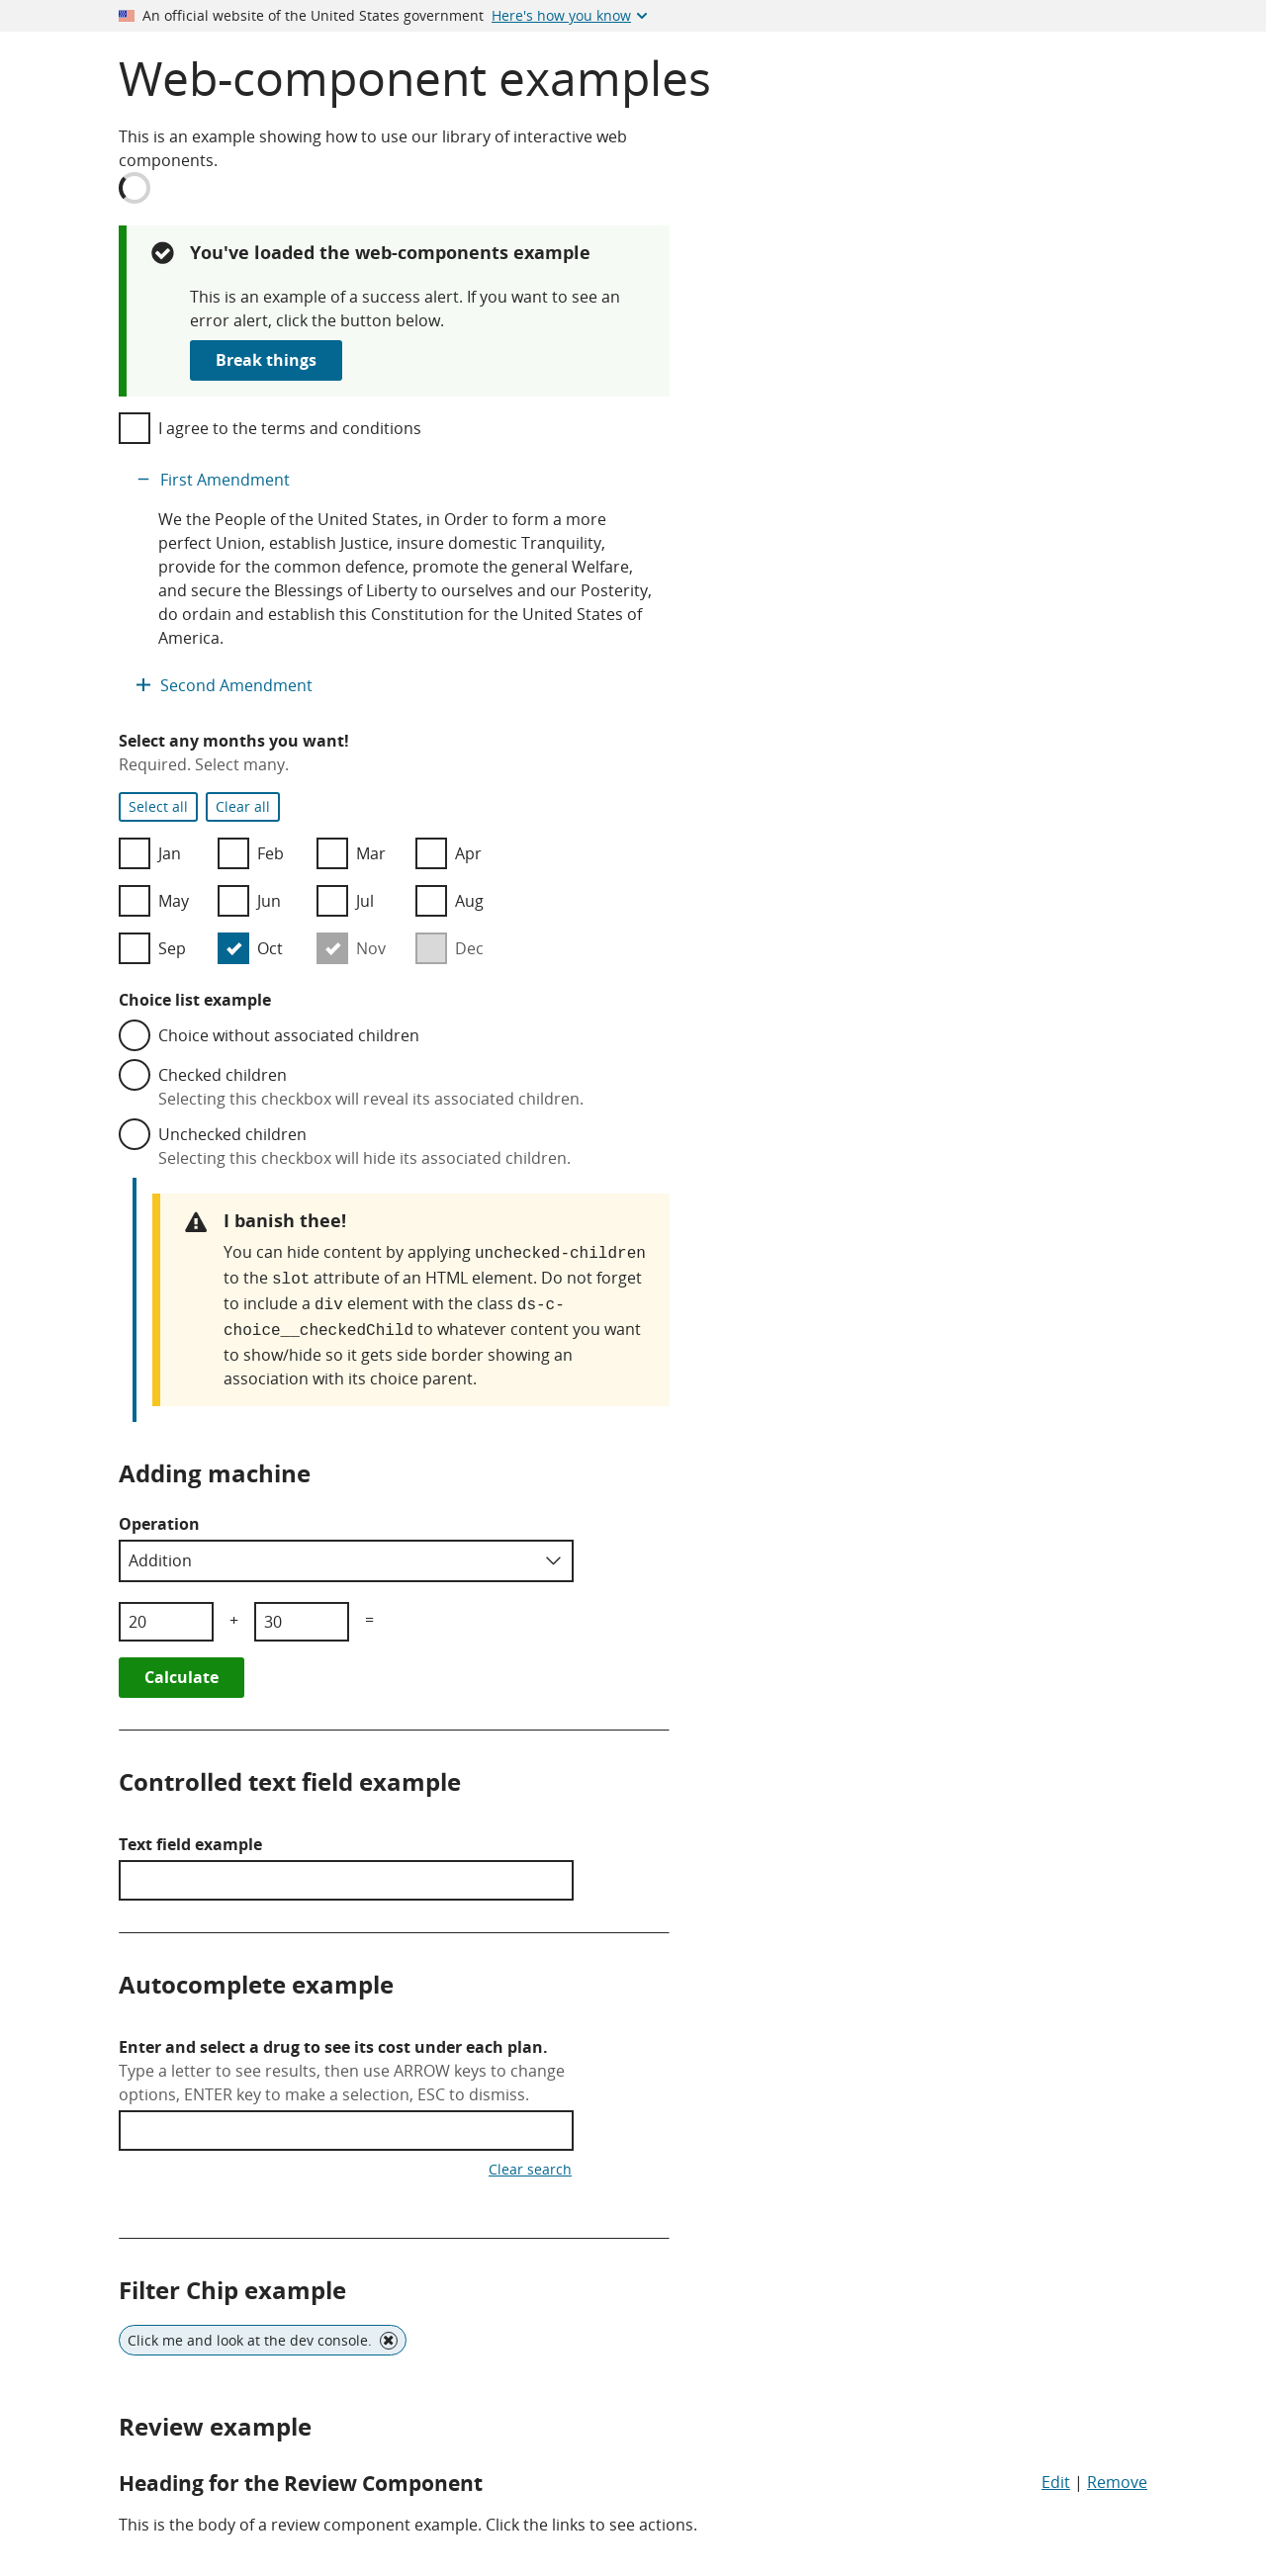 An official website of the United States government Here's how you know
Web-component examples
This is an example showing how to use our library of interactive web
components.
You've loaded the web-components example
This is an example of a success alert. If you want to see an
error alert, click the button below.
Break things
I agree to the terms and conditions
First Amendment
We the People of the United States, in Order to form a more
perfect Union, establish Justice, insure domestic Tranquility,
provide for the common defence, promote the general Welfare,
and secure the Blessings of Liberty to ourselves and our Posterity,
do ordain and establish this Constitution for the United States of
America.
Second Amendment
Select any months you want!
Required. Select many.
Select all Clear all
Jan Feb Mar Apr
May Jun Jul Aug
Sep Oct Nov Dec
Choice list example
Choice without associated children
Checked children
Selecting this checkbox will reveal its associated children.
Unchecked children
Selecting this checkbox will hide its associated children.
I banish thee!
You can hide content by applying unchecked-children
to the slot attribute of an HTML element. Do not forget
to include a div element with the class ds-c-
choice__checkedChild to whatever content you want
to show/hide so it gets side border showing an
association with its choice parent.
Adding machine
Operation
Addition
20 + 30 =
Calculate
Controlled text field example
Text field example
Autocomplete example
Enter and select a drug to see its cost under each plan.
Type a letter to see results, then use ARROW keys to change
options, ENTER key to make a selection, ESC to dismiss.
Clear search
Filter Chip example
Click me and look at the dev console.
Review example
Heading for the Review Component Edit | Remove
This is the body of a review component example. Click the links to see actions.